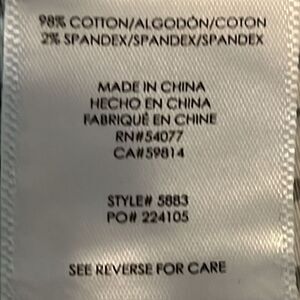 98% COTTON/ALGODÓN/COTON
2% SPANDEX/SPANDEX/SPANDEX
MADE IN CHINA
HECHO EN CHINA
FABRIQUÉ EN CHINE
RN#54077
CA#59814
STYLE# 5883
PO# 224105
SEE REVERSE FOR CARE